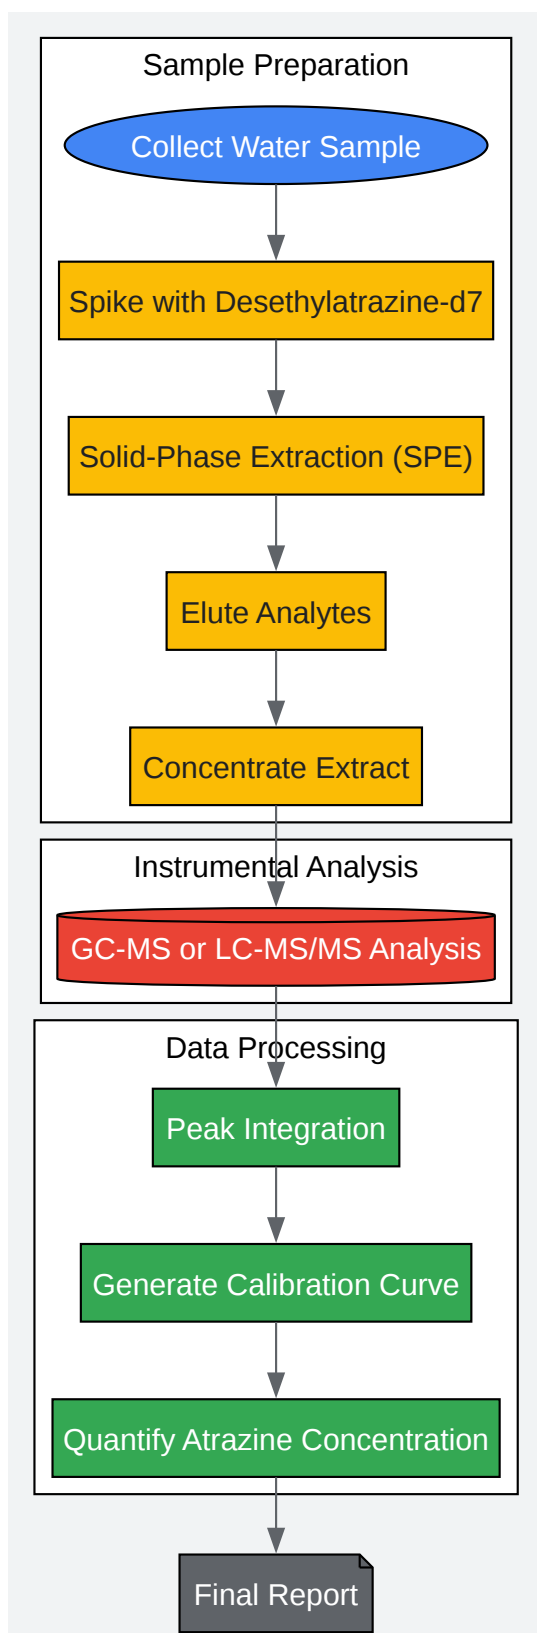 Sample Preparation
Collect Water Sample
Spike with Desethylatrazine-d7
Solid-Phase Extraction (SPE)
Elute Analytes
Concentrate Extract
Instrumental Analysis
GC-MS or LC-MS/MS Analysis
Data Processing
Peak Integration
Generate Calibration Curve
Quantify Atrazine Concentration
Final Report